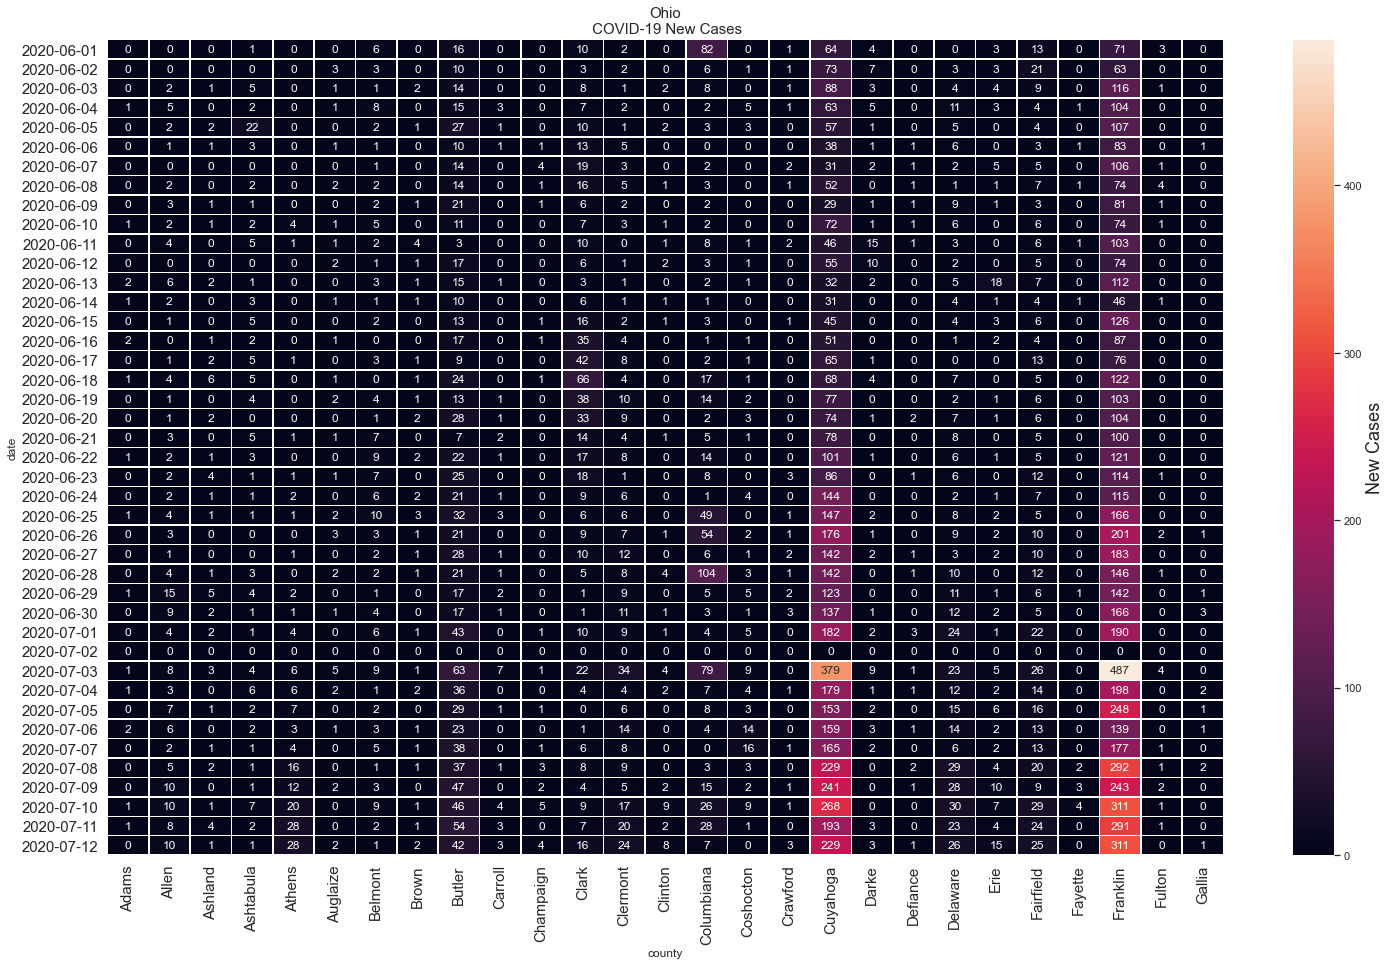 Ohio
COVID-19 New Cases
2020-06-01 0 0 0 1 0 0 6 0 16 0 0 10 2 0 82 0 1 64 4 0 0 3 13 0 71 3 0
2020-06-02 0 0 0 0 0 3 3 0 10 0 0 3 2 0 6 1 1 73 7 0 3 3 21 0 63 0 0
2020-06-03 0 2 1 5 0 1 1 2 14 0 0 8 1 2 8 0 1 88 3 0 4 4 9 0 116 1 0
2020-06-04 1 5 0 2 0 1 8 0 15 3 0 7 2 0 2 5 1 63 5 0 11 3 4 1 104 0 0
2020-06-05 0 2 2 22 0 0 2 1 27 1 0 10 1 2 3 3 0 57 1 0 5 0 4 0 107 0 0
2020-06-06 0 1 1 3 0 1 1 0 10 1 1 13 5 0 0 0 0 38 1 1 6 0 3 1 83 0 1
2020-06-07 0 0 0 0 0 0 1 0 14 0 4 19 3 0 2 0 2 31 2 1 2 5 5 0 106 1 0
2020-06-08 0 2 0 2 0 2 2 0 14 0 1 16 5 1 3 0 1 52 0 1 1 1 7 1 74 4 0
2020-06-09 0 3 1 1 0 0 2 1 21 0 1 6 2 0 2 0 0 29 1 1 9 1 3 0 81 1 0
2020-06-10 1 2 1 2 4 1 5 0 11 0 0 7 3 1 2 0 0 72 1 1 6 0 6 0 74 1 0
2020-06-11 0 4 0 5 1 1 2 4 3 0 0 10 0 1 8 1 2 46 15 1 3 0 6 1 103 0 0
2020-06-12 0 0 0 0 0 2 1 1 17 0 0 6 1 2 3 1 0 55 10 0 2 0 5 0 74 0 0
2020-06-13 2 6 2 1 0 0 3 1 15 1 0 3 1 0 2 1 0 32 2 0 5 18 7 0 112 0 0
2020-06-14 1 2 0 3 0 1 1 1 10 0 0 6 1 1 1 0 0 31 0 0 4 1 4 1 46 1 0
2020-06-15 0 1 0 5 0 0 2 0 13 0 1 16 2 1 3 0 1 45 0 0 4 3 6 0 126 0 0
2020-06-16 2 0 1 2 0 1 0 0 17 0 1 35 4 0 1 1 0 51 0 0 1 2 4 0 87 0 0
2020-06-17 0 1 2 5 1 0 3 1 9 0 0 42 8 0 2 1 0 65 1 0 0 0 13 0 76 0 0
2020-06-18 1 4 6 5 0 1 0 1 24 0 1 66 4 0 17 1 0 68 4 0 7 0 5 0 122 0 0
2020-06-19 0 1 0 4 0 2 4 1 13 1 0 38 10 0 14 2 0 77 0 0 2 1 6 0 103 0 0
2020-06-20 0 1 2 0 0 0 1 2 28 1 0 33 9 0 2 3 0 74 1 2 7 1 6 0 104 0 0
2020-06-21 0 3 0 5 1 1 7 0 7 2 0 14 4 1 5 1 0 78 0 0 8 0 5 0 100 0 0
2020-06-22 1 2 1 3 0 0 9 2 22 1 0 17 8 0 14 0 0 101 1 0 6 1 5 0 121 0 0
2020-06-23 0 2 4 1 1 1 7 0 25 0 0 18 1 0 8 0 3 86 0 1 6 0 12 0 114 1 0
2020-06-24 0 2 1 1 2 0 6 2 21 1 0 9 6 0 1 4 0 144 0 0 2 1 7 0 115 0 0
2020-06-25 1 4 1 1 1 2 10 3 32 3 0 6 6 0 49 0 1 147 2 0 8 2 5 0 166 0 0
2020-06-26 0 3 0 0 0 3 3 1 21 0 0 9 7 1 54 2 1 176 1 0 9 2 10 0 201 2 1
2020-06-27 0 1 0 0 1 0 2 1 28 1 0 10 12 0 6 1 2 142 2 1 3 2 10 0 183 0 0
2020-06-28 0 4 1 3 0 2 2 1 21 1 0 5 8 4 104 3 1 142 0 1 10 0 12 0 146 1 0
2020-06-29 1 15 5 4 2 0 1 0 17 2 0 1 9 0 5 5 2 123 0 0 11 1 6 1 142 0 1
2020-06-30 0 9 2 1 1 1 4 0 17 1 0 1 11 1 3 1 3 137 1 0 12 2 5 0 166 0 3
2020-07-01 0 4 2 1 4 0 6 1 43 0 1 10 9 1 4 5 0 182 2 3 24 1 22 0 190 0 0
2020-07-02 0 0 0 0 0 0 0 0 0 0 0 0 0 0 0 0 0 0 0 0 0 0 0 0 0 0 0
2020-07-03 1 8 3 4 6 5 9 1 63 7 1 22 34 4 79 9 0 379 9 1 23 5 26 0 487 4 0
2020-07-04 1 3 0 6 6 2 1 2 36 0 0 4 4 2 7 4 1 179 1 1 12 2 14 0 198 0 2
2020-07-05 0 7 1 2 7 0 2 0 29 1 1 0 6 0 8 3 0 153 2 0 15 6 16 0 248 0 1
2020-07-06 2 6 0 2 3 1 3 1 23 0 0 1 14 0 4 14 0 159 3 1 14 2 13 0 139 0 1
2020-07-07 0 2 1 1 4 0 5 1 38 0 1 6 8 0 0 16 1 165 2 0 6 2 13 0 177 1 0
2020-07-08 0 5 2 1 16 0 1 1 37 1 3 8 9 0 3 3 0 229 0 2 29 4 20 2 292 1 2
2020-07-09 0 10 0 1 12 2 3 0 47 0 2 4 5 2 15 2 1 241 0 1 28 10 9 3 243 2 0
2020-07-10 1 10 1 7 20 0 9 1 46 4 5 9 17 9 26 9 1 268 0 0 30 7 29 4 311 1 0
2020-07-11 1 8 4 2 28 0 2 1 54 3 0 7 20 2 28 1 0 193 3 0 23 4 24 0 291 1 0
2020-07-12 0 10 1 1 28 2 1 2 42 3 4 16 24 8 7 0 3 229 3 1 26 15 25 0 311 0 1
date
Adams Allen Ashland Ashtabula Athens Auglaize Belmont Brown Butler Carroll Champaign Clark Clermont Clinton Columbiana Coshocton Crawford Cuyahoga Darke Defiance Delaware Erie Fairfield Fayette Franklin Fulton Gallia
county
400
300
200
100
0
New Cases